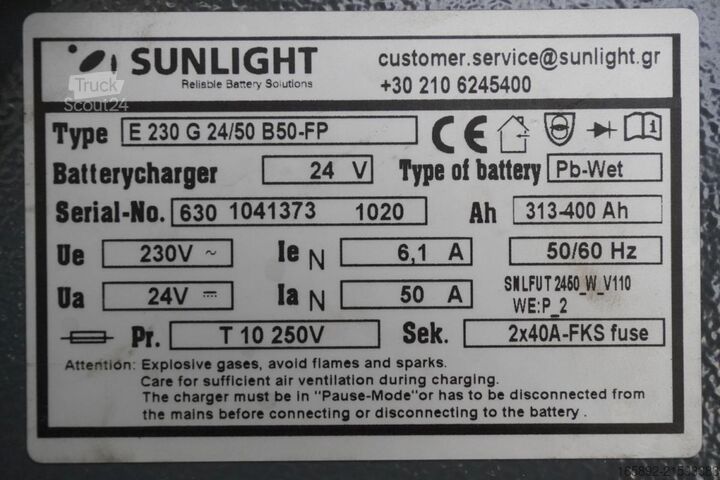 SUNLIGHT
Reliable Battery Solutions
customer.service@sunlight.gr
+30 210 6245400
Truck
Scout24
Type E 230 G 24/50 B50-FP CE
Batterycharger 24 V Type of battery Pb-Wet
Serial-No. 630 1041373 1020 Ah 313-400 Ah
Ue 230V ~ Ie N 6,1 A 50/60 Hz
Ua 24V ⎓ Ia N 50 A SNLFUT2450_W_V110
WE:P_2
Pr. T 10 250V Sek. 2x40A-FKS fuse
Attention: Explosive gases, avoid flames and sparks.
Care for sufficient air ventilation during charging.
The charger must be in "Pause-Mode"or has to be disconnected from
the mains before connecting or disconnecting to the battery .